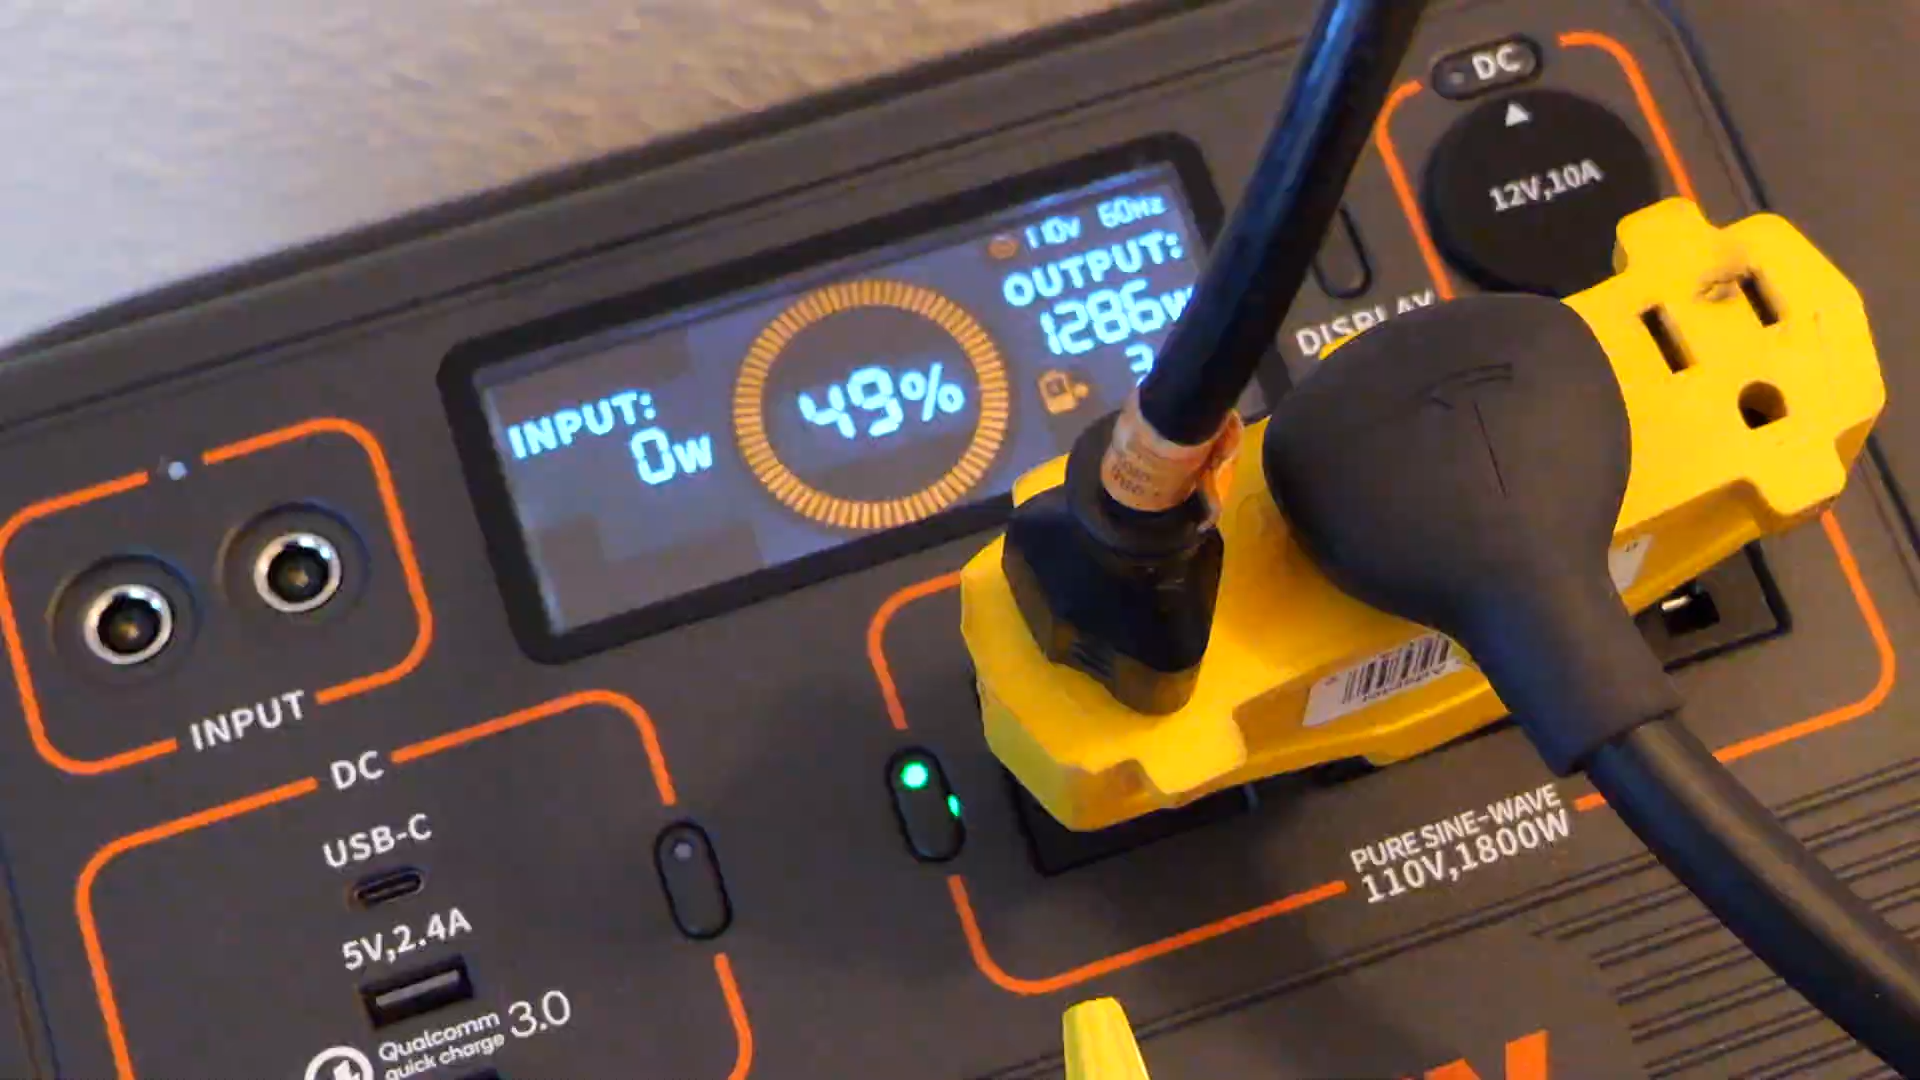 DC
12V,10A
110V 60HZ
OUTPUT:
1286W
INPUT:
0W
49%
DISPLAY
INPUT
DC
USB-C
5V,2.4A
Qualcomm
quick charge 3.0
PURE SINE-WAVE
110V,1800W